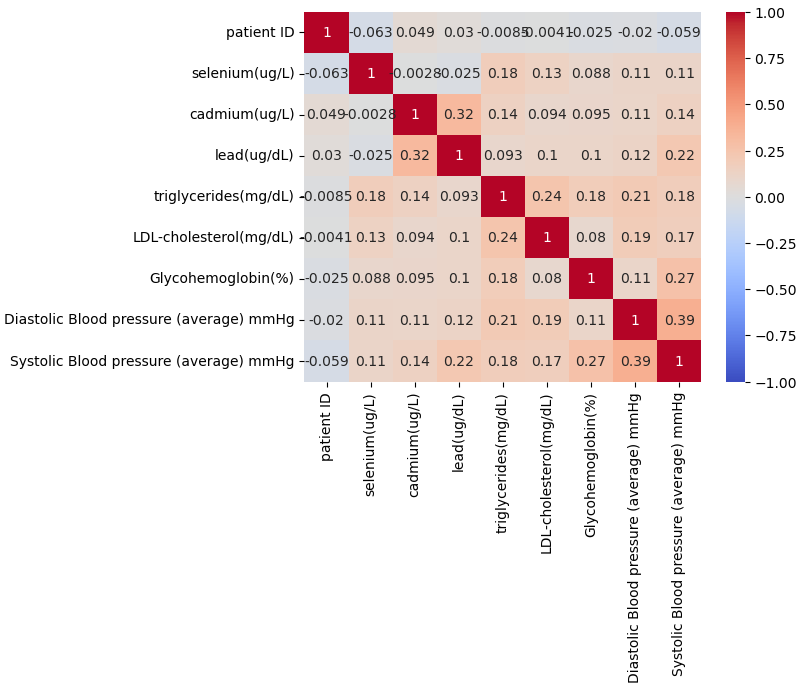 patient ID 1 -0.063 0.049 0.03 -0.0085 -0.0041 -0.025 -0.02 -0.059
selenium(ug/L) -0.063 1 -0.0028 -0.025 0.18 0.13 0.088 0.11 0.11
cadmium(ug/L) 0.049 -0.0028 1 0.32 0.14 0.094 0.095 0.11 0.14
lead(ug/dL) 0.03 -0.025 0.32 1 0.093 0.1 0.1 0.12 0.22
triglycerides(mg/dL) -0.0085 0.18 0.14 0.093 1 0.24 0.18 0.21 0.18
LDL-cholesterol(mg/dL) -0.0041 0.13 0.094 0.1 0.24 1 0.08 0.19 0.17
Glycohemoglobin(%) -0.025 0.088 0.095 0.1 0.18 0.08 1 0.11 0.27
Diastolic Blood pressure (average) mmHg -0.02 0.11 0.11 0.12 0.21 0.19 0.11 1 0.39
Systolic Blood pressure (average) mmHg -0.059 0.11 0.14 0.22 0.18 0.17 0.27 0.39 1
patient ID
selenium(ug/L)
cadmium(ug/L)
lead(ug/dL)
triglycerides(mg/dL)
LDL-cholesterol(mg/dL)
Glycohemoglobin(%)
Diastolic Blood pressure (average) mmHg
Systolic Blood pressure (average) mmHg
1.00
0.75
0.50
0.25
0.00
−0.25
−0.50
−0.75
−1.00